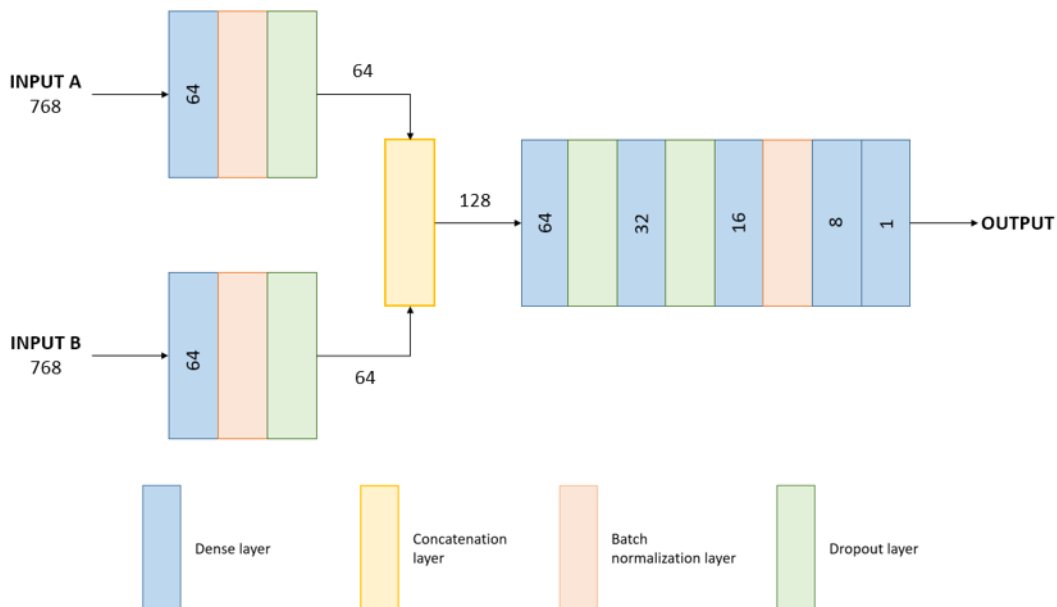 INPUT A
768
64
64
64
128
64
32
16
8
1
OUTPUT
INPUT B
768
64
64
Dense layer
Concatenation
layer
Batch
normalization layer
Dropout layer